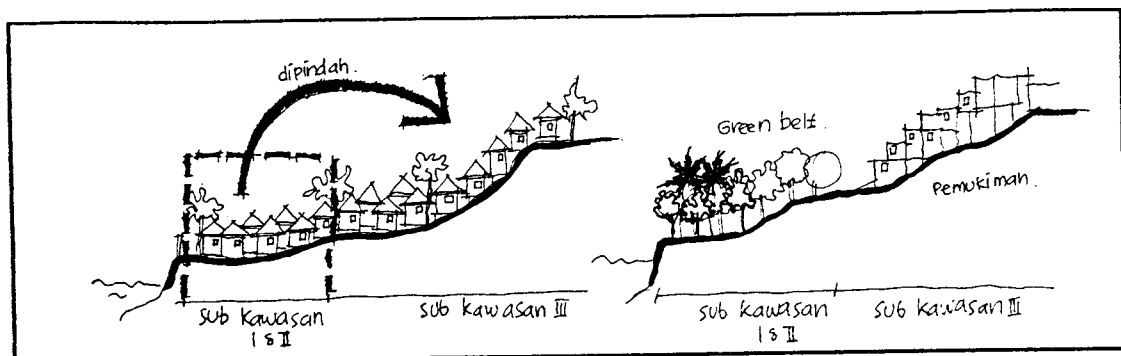 dipindah.
sub kawasan
I & II
sub kawasan III
Green belt.
Pemukiman.
sub kawasan
I & II
sub kawasan III